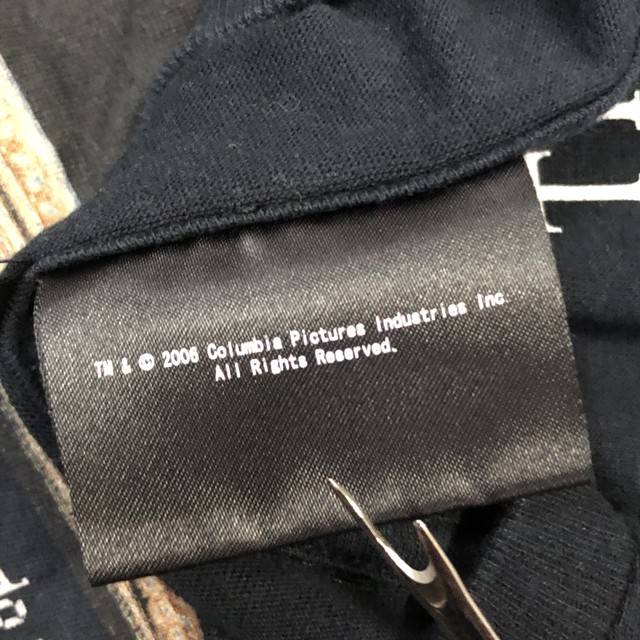 TM & © 2006 Columbia Pictures Industries Inc.
All Rights Reserved.